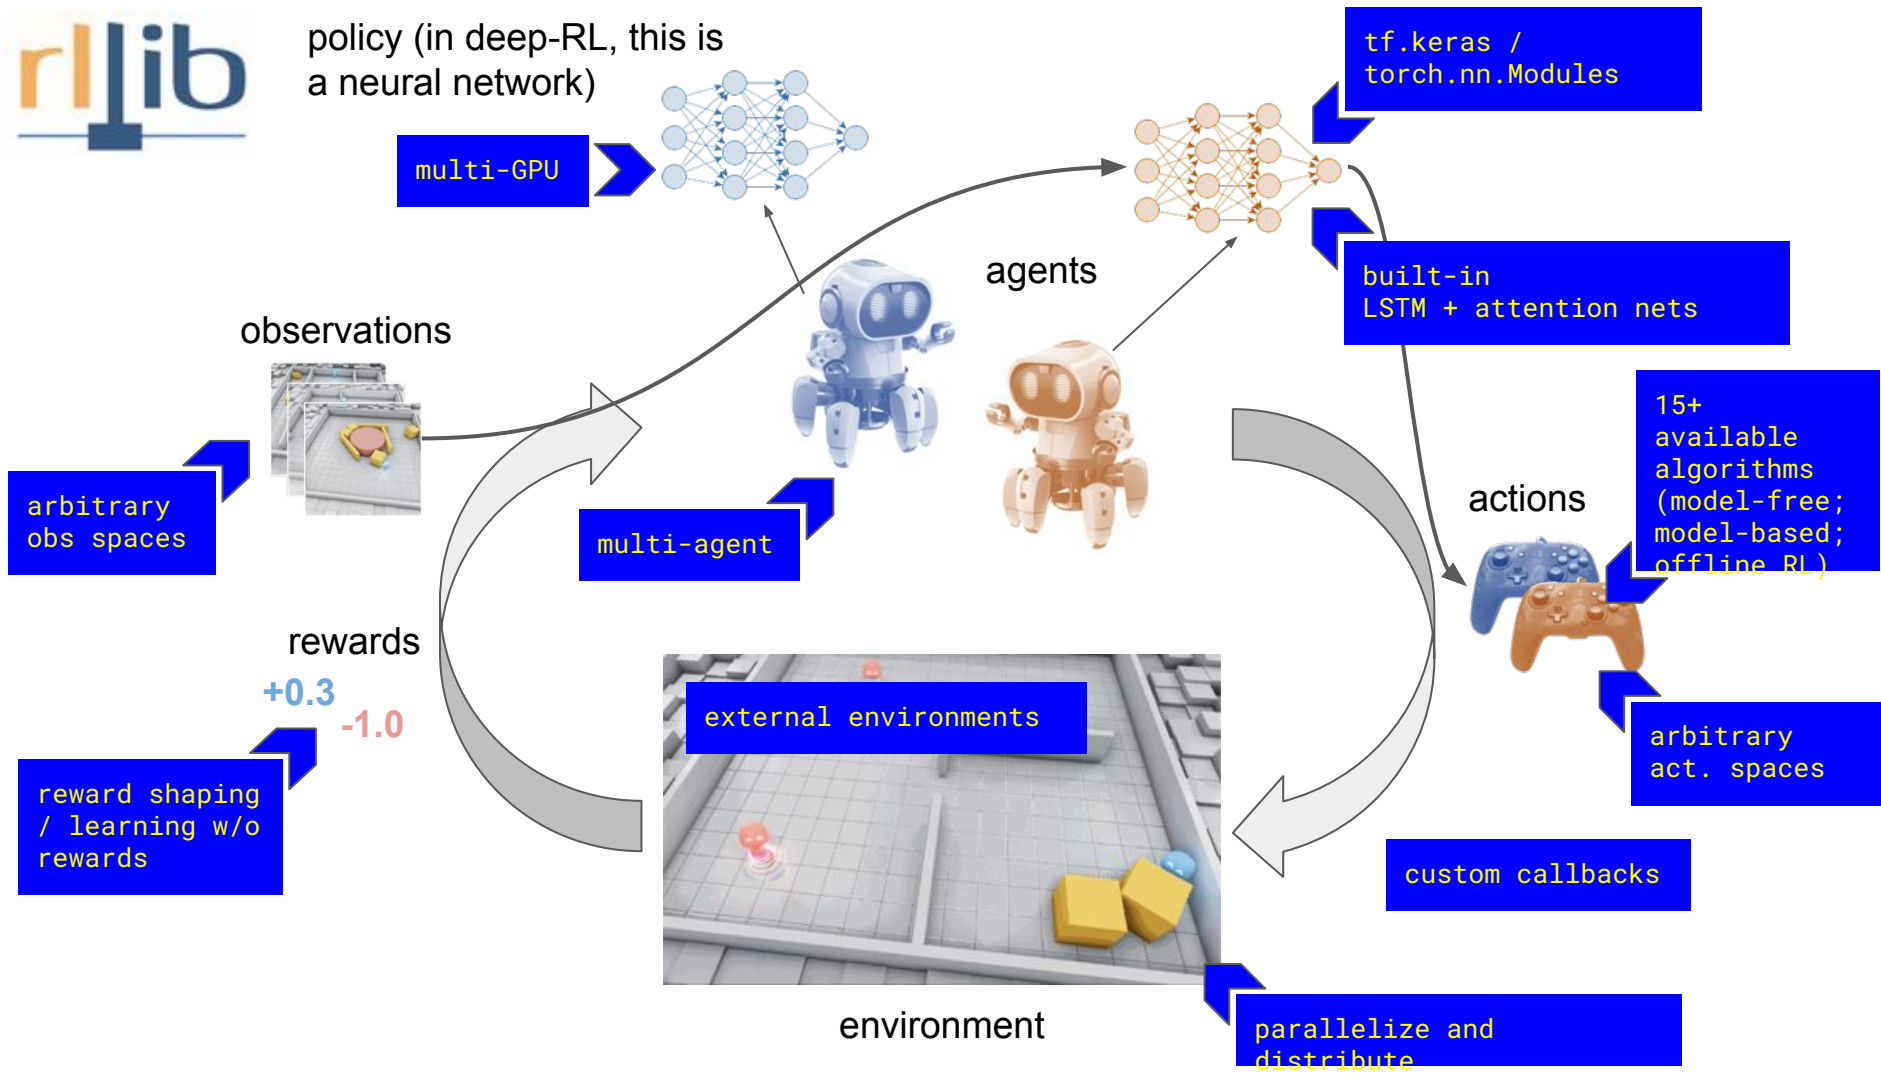 rllib
policy (in deep-RL, this is
a neural network)
tf.keras /
torch.nn.Modules
multi-GPU
agents
built-in
LSTM + attention nets
observations
15+
available
algorithms
(model-free;
model-based;
offline RL)
actions
arbitrary
obs spaces
multi-agent
rewards
+0.3
-1.0
external environments
arbitrary
act. spaces
reward shaping
/ learning w/o
rewards
custom callbacks
environment
parallelize and
distribute